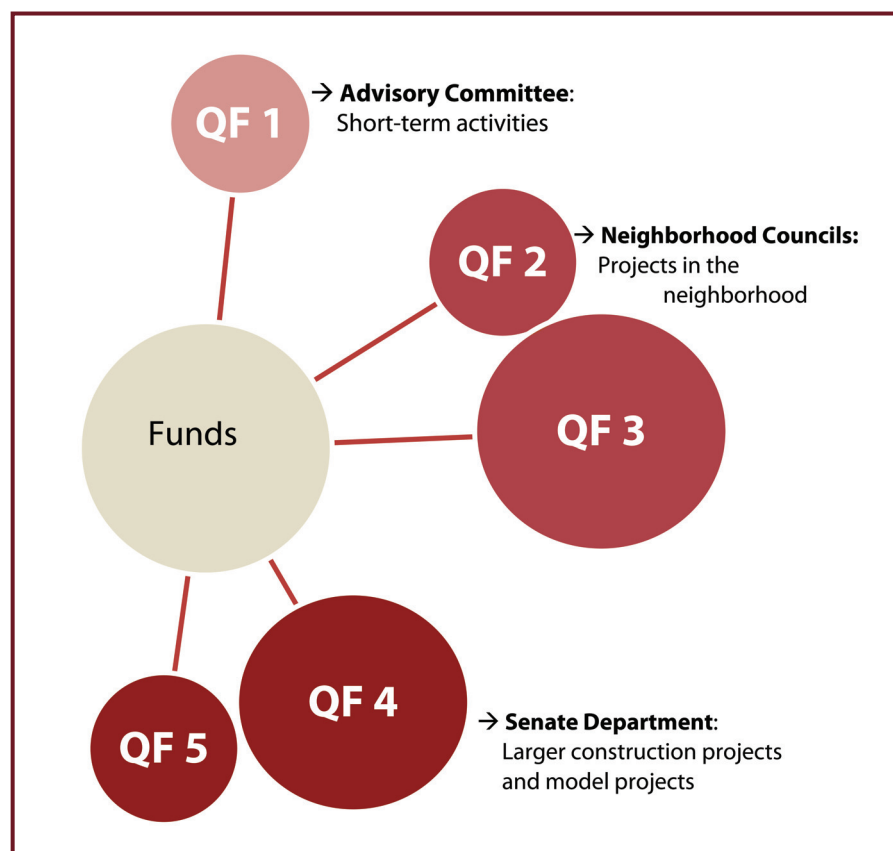 QF 1
→ Advisory Committee:
Short-term activities
QF 2
→ Neighborhood Councils:
Projects in the
neighborhood
Funds
QF 3
QF 4
QF 5
→ Senate Department:
Larger construction projects
and model projects